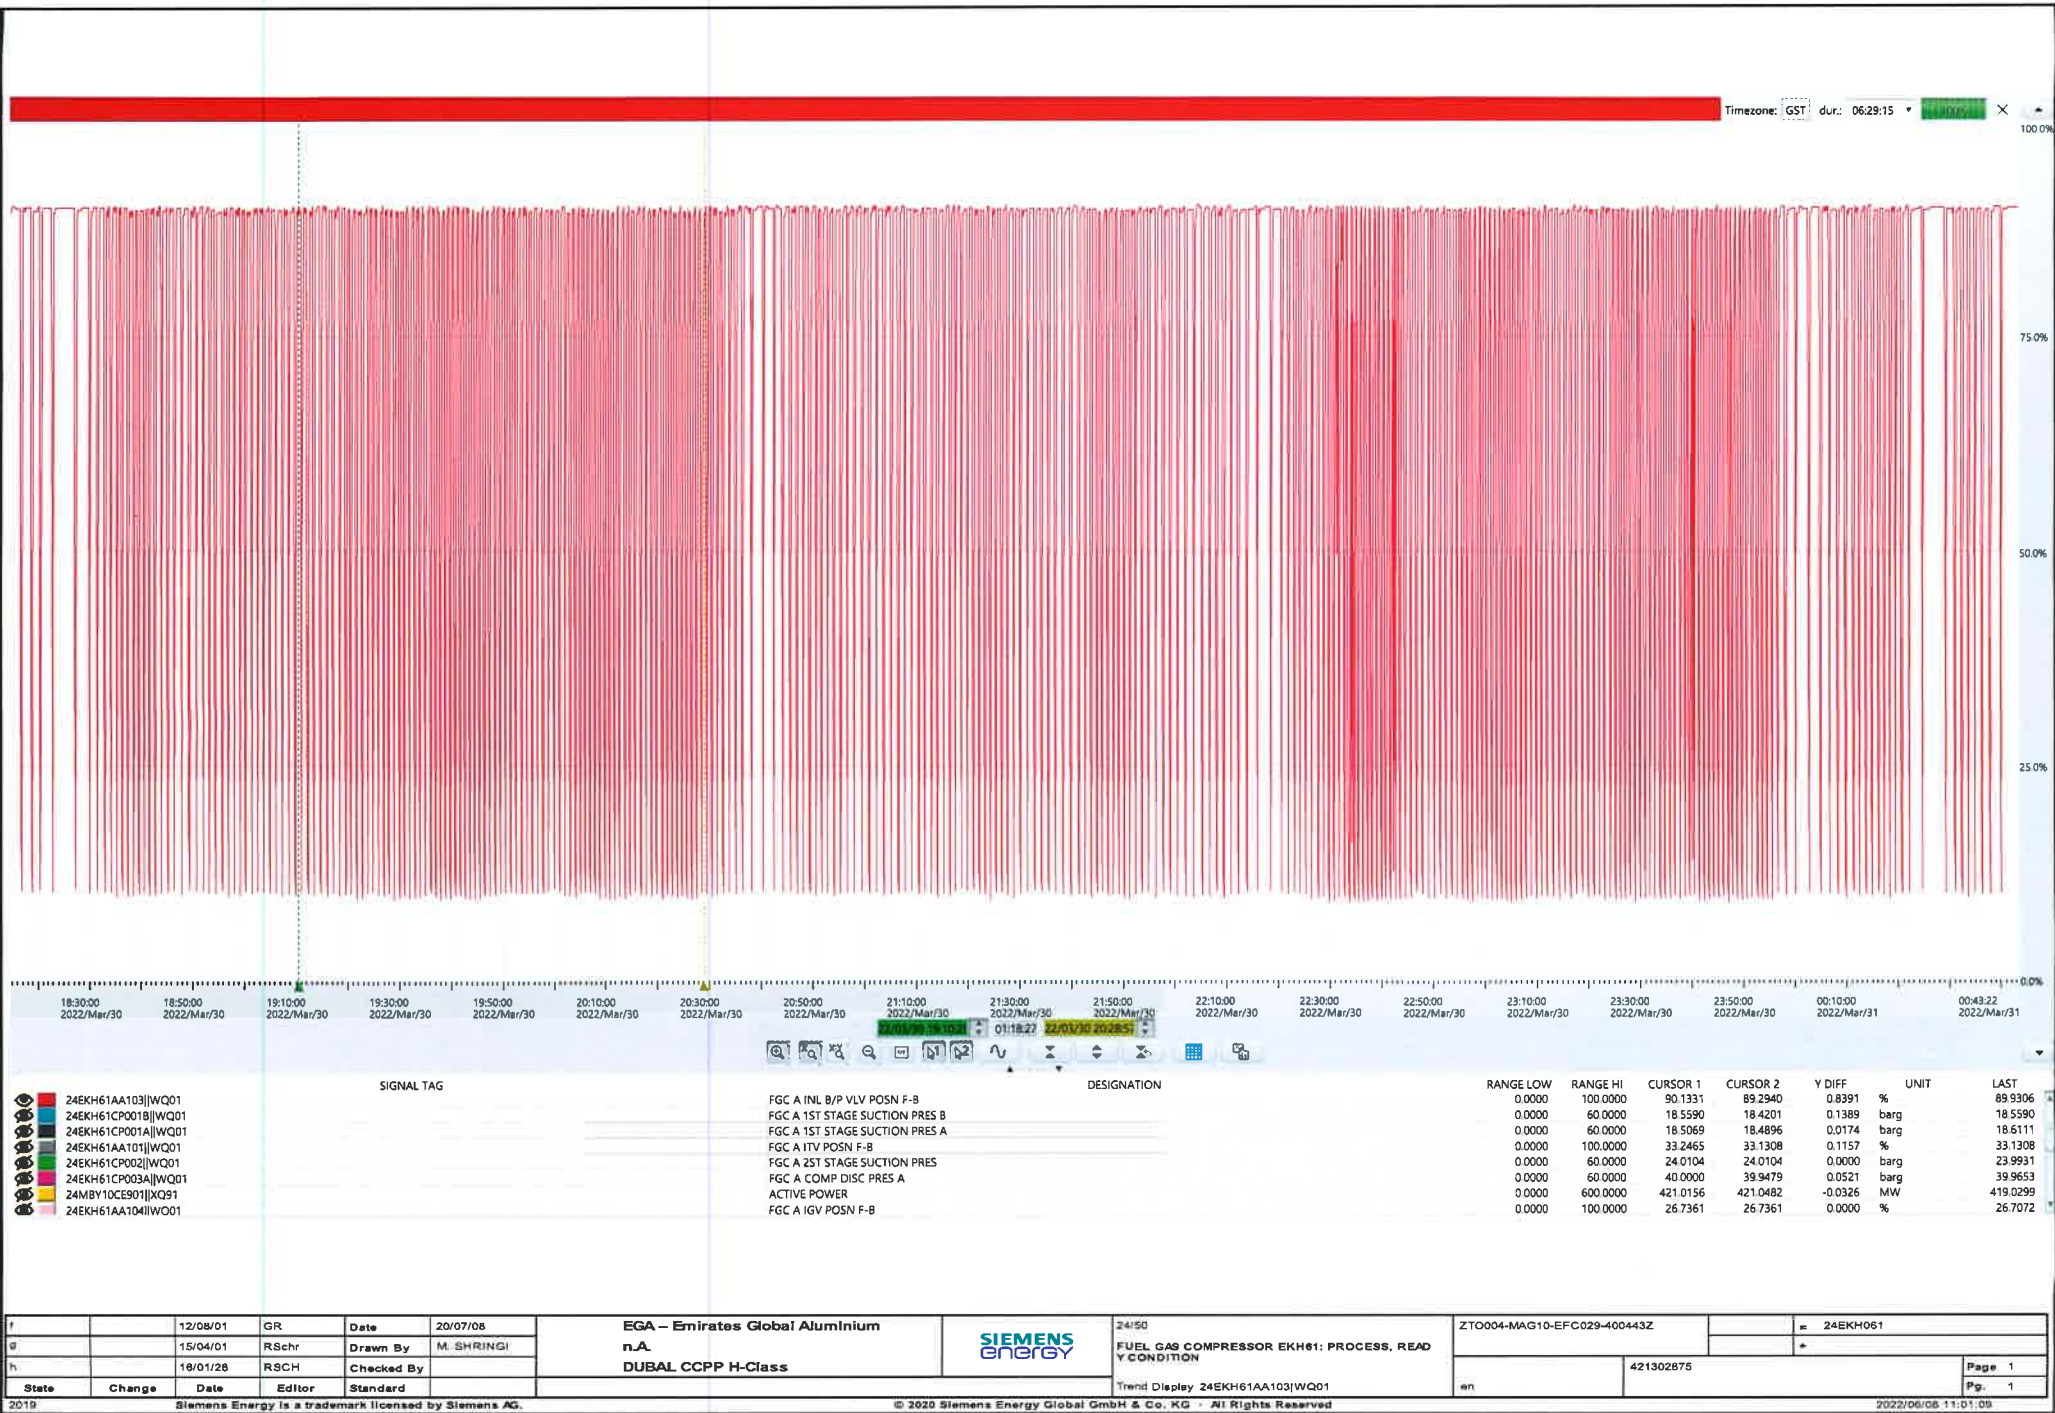 Timezone: GST dur.: 06:29:15
100.0%
75.0%
50.0%
25.0%
0.0%
18:30:00 18:50:00 19:10:00 19:30:00 19:50:00 20:10:00 20:30:00 20:50:00 21:10:00 21:30:00 21:50:00 22:10:00 22:30:00 22:50:00 23:10:00 23:30:00 23:50:00 00:10:00 00:43:22
2022/Mar/30 2022/Mar/30 2022/Mar/30 2022/Mar/30 2022/Mar/30 2022/Mar/30 2022/Mar/30 2022/Mar/30 2022/Mar/30 2022/Mar/30 2022/Mar/30 2022/Mar/30 2022/Mar/30 2022/Mar/30 2022/Mar/30 2022/Mar/30 2022/Mar/30 2022/Mar/31 2022/Mar/31
01:18:27
SIGNAL TAG DESIGNATION RANGE LOW RANGE HI CURSOR 1 CURSOR 2 Y DIFF UNIT LAST
24EKH61AA103||WQ01 FGC A INL B/P VLV POSN F-B 0.0000 100.0000 90.1331 89.2940 0.8391 % 89.9306
24EKH61CP001B||WQ01 FGC A 1ST STAGE SUCTION PRES B 0.0000 60.0000 18.5590 18.4201 0.1389 barg 18.5590
24EKH61CP001A||WQ01 FGC A 1ST STAGE SUCTION PRES A 0.0000 60.0000 18.5069 18.4896 0.0174 barg 18.6111
24EKH61AA101||WQ01 FGC A ITV POSN F-B 0.0000 100.0000 33.2465 33.1308 0.1157 % 33.1308
24EKH61CP002||WQ01 FGC A 2ST STAGE SUCTION PRES 0.0000 60.0000 24.0104 24.0104 0.0000 barg 23.9931
24EKH61CP003A||WQ01 FGC A COMP DISC PRES A 0.0000 60.0000 40.0000 39.9479 0.0521 barg 39.9653
24MBY10CE901||XQ91 ACTIVE POWER 0.0000 600.0000 421.0156 421.0482 -0.0326 MW 419.0299
24EKH61AA104||WQ01 FGC A IGV POSN F-B 0.0000 100.0000 26.7361 26.7361 0.0000 % 26.7072
f 12/08/01 GR Date 20/07/08
g 15/04/01 RSchr Drawn By M. SHRINGI
h 16/01/26 RSCH Checked By
State Change Date Editor Standard
EGA – Emirates Global Aluminium
n.A.
DUBAL CCPP H-Class
SIEMENS
energy
24/50
FUEL GAS COMPRESSOR EKH61: PROCESS, READ
Y CONDITION
Trend Display 24EKH61AA103|WQ01
ZTO004-MAG10-EFC029-400443Z
= 24EKH061
+
421302875
en
Page 1
Pg. 1
2019 Siemens Energy is a trademark licensed by Siemens AG. © 2020 Siemens Energy Global GmbH & Co. KG - All Rights Reserved 2022/06/08 11:01:09